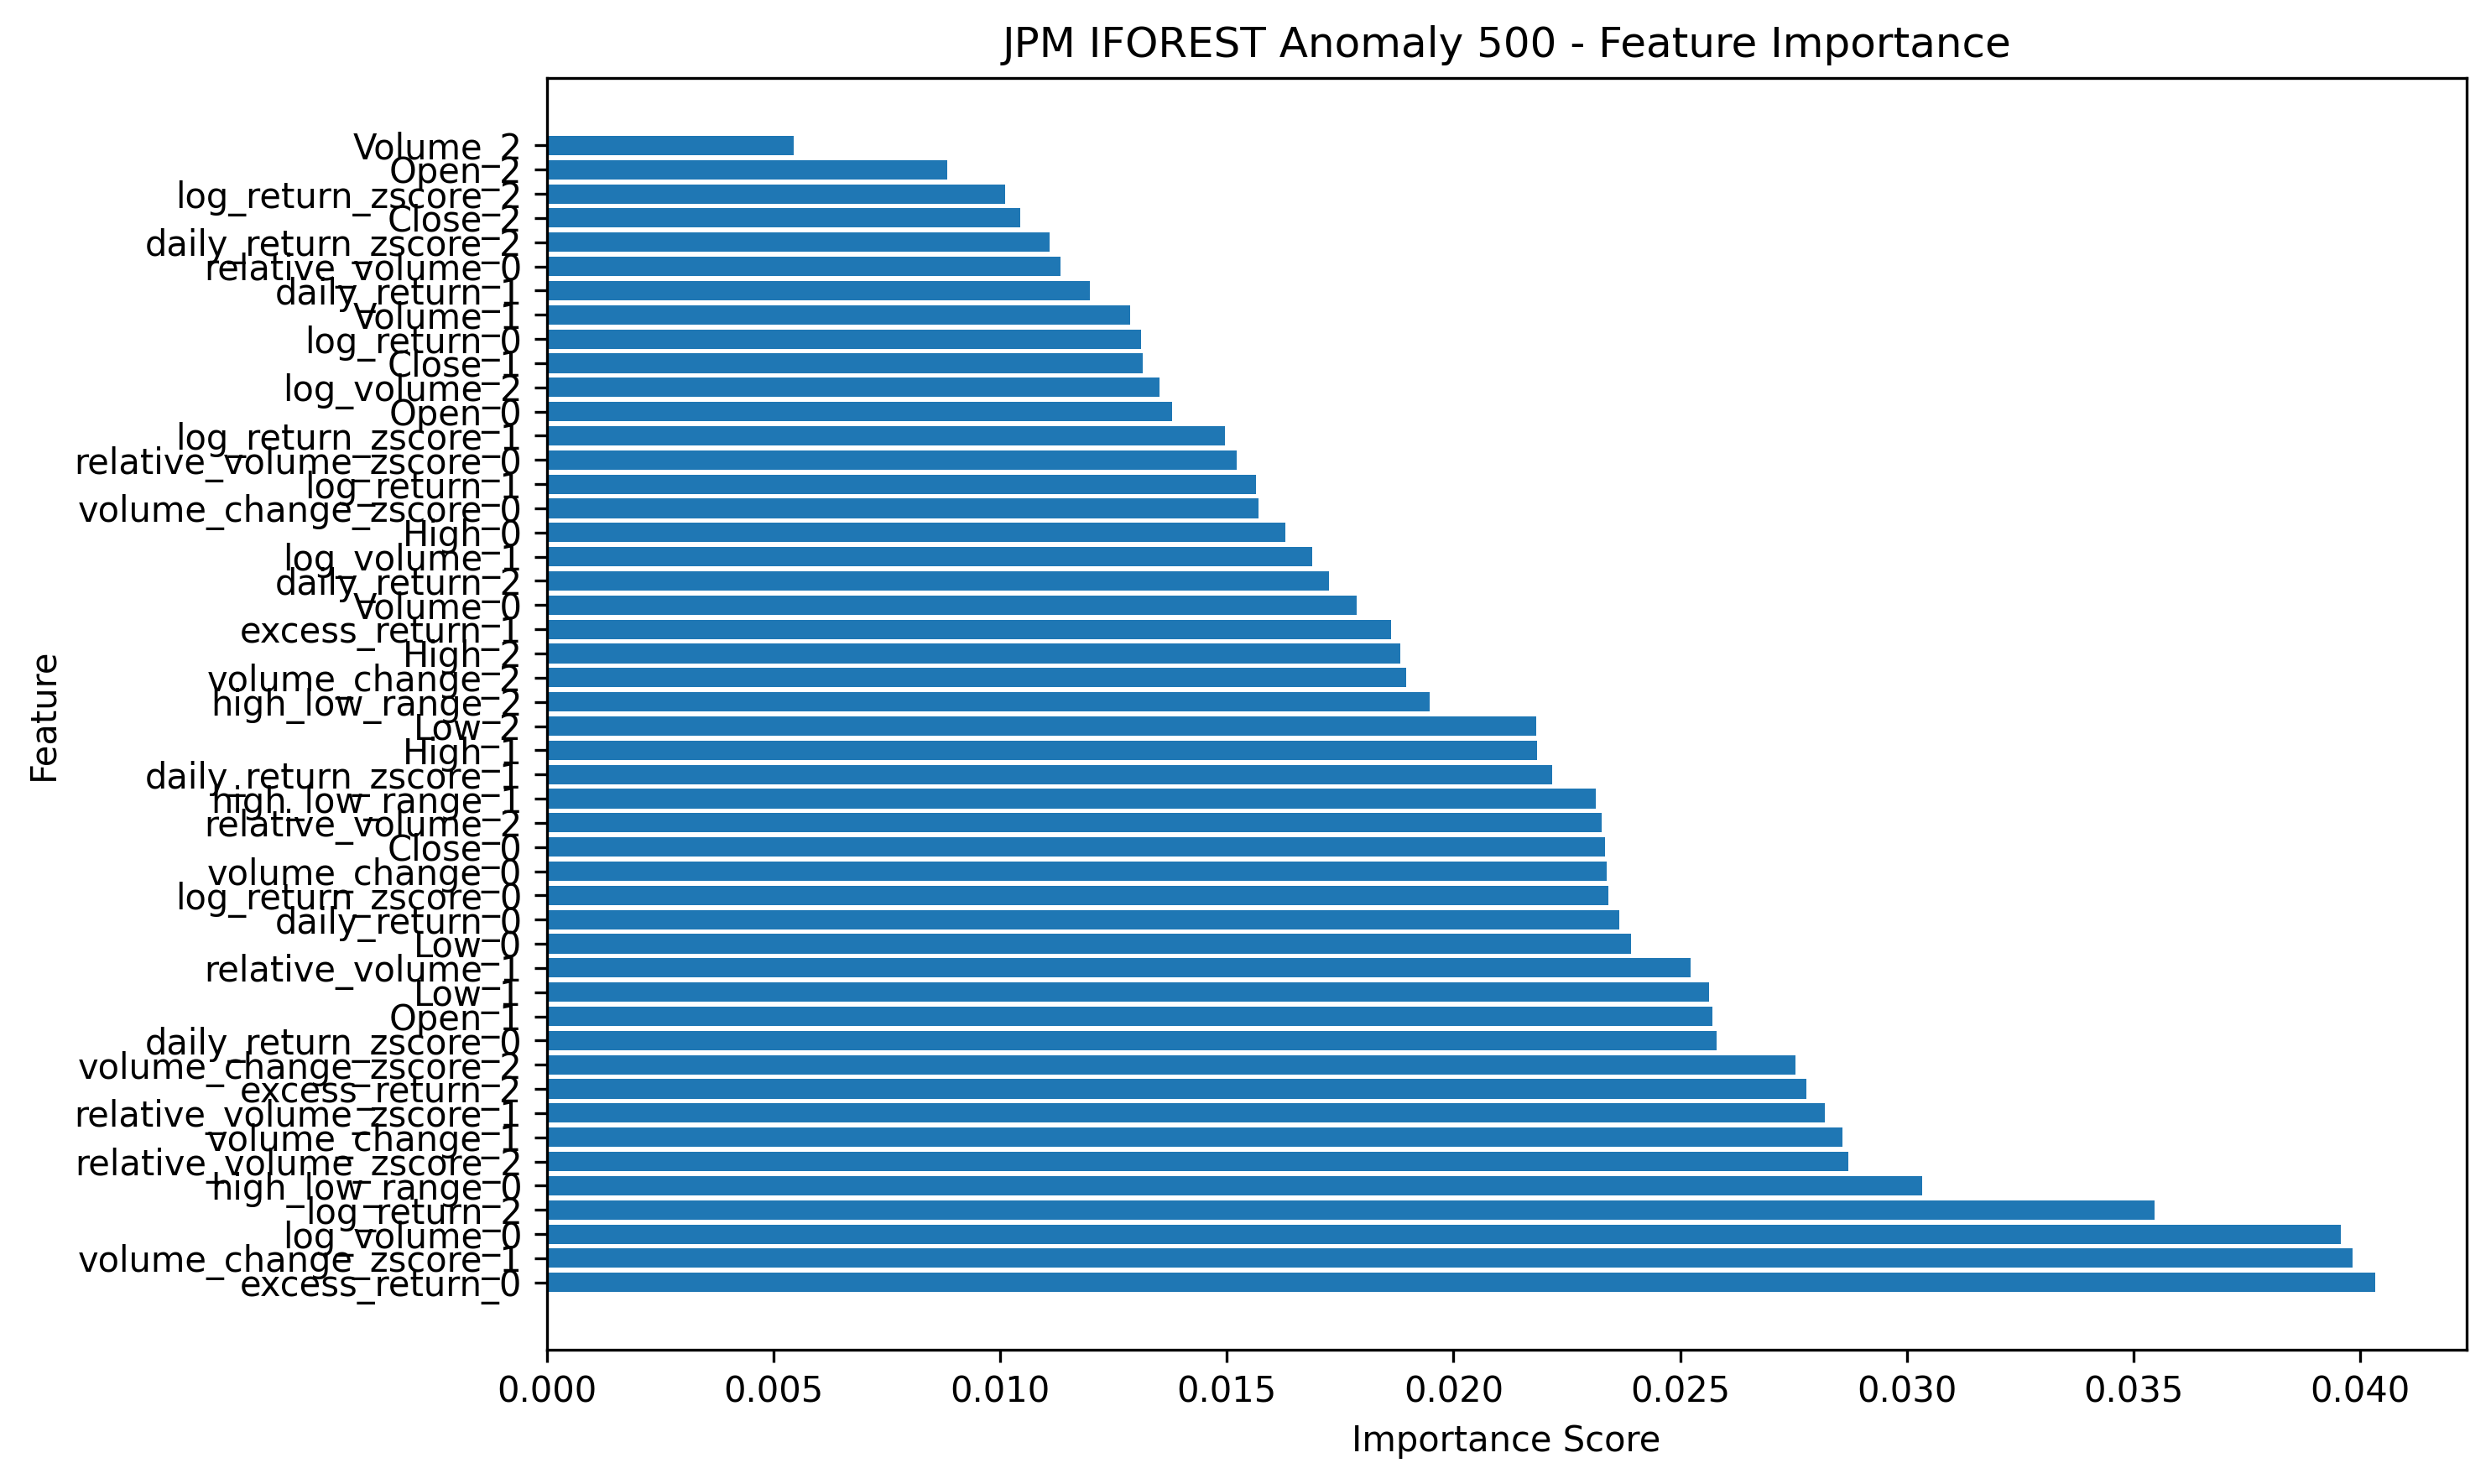 JPM IFOREST Anomaly 500 - Feature Importance
Volume_2
Open_2
log_return_zscore_2
Close_2
daily_return_zscore_2
relative_volume_0
daily_return_1
Volume_1
log_return_0
Close_1
log_volume_2
Open_0
log_return_zscore_1
relative_volume_zscore_0
log_return_1
volume_change_zscore_0
High_0
log_volume_1
daily_return_2
Volume_0
excess_return_1
High_2
volume_change_2
high_low_range_2
Low_2
High_1
daily_return_zscore_1
high_low_range_1
relative_volume_2
Close_0
volume_change_0
log_return_zscore_0
daily_return_0
Low_0
relative_volume_1
Low_1
Open_1
daily_return_zscore_0
volume_change_zscore_2
excess_return_2
relative_volume_zscore_1
volume_change_1
relative_volume_zscore_2
high_low_range_0
log_return_2
log_volume_0
volume_change_zscore_1
excess_return_0
Feature
0.000 0.005 0.010 0.015 0.020 0.025 0.030 0.035 0.040
Importance Score